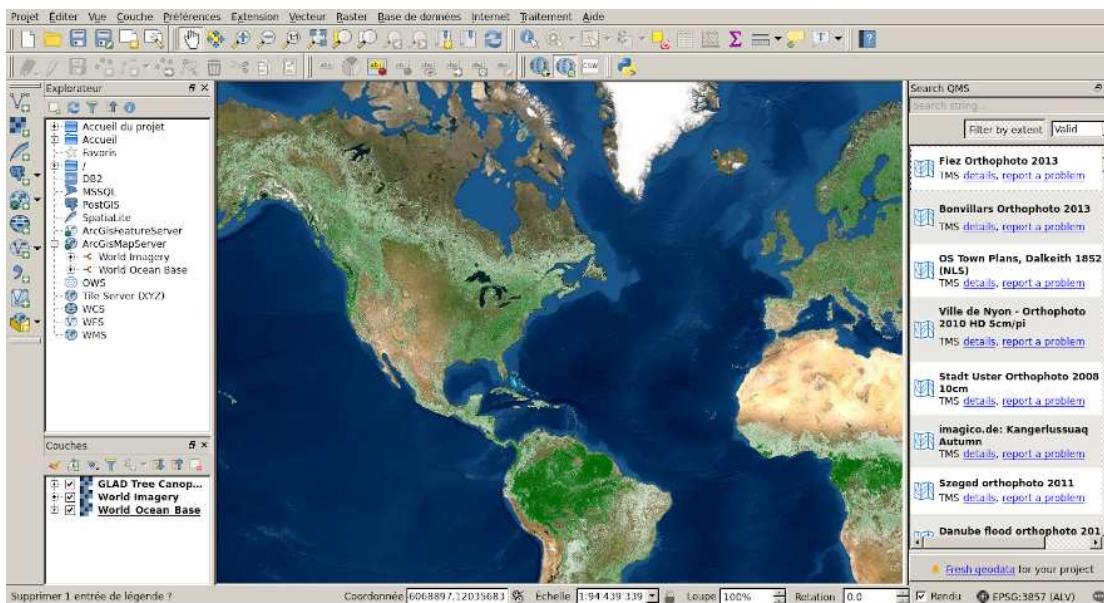 Projet Éditer Vue Couche Préférences Extension Vecteur Raster Base de données Internet Traitement Aide
CSW
Explorateur
Accueil du projet
Accueil
Favoris
/
DB2
MSSQL
PostGIS
SpatiaLite
ArcGisFeatureServer
ArcGisMapServer
World Imagery
World Ocean Base
OWS
Tile Server (XYZ)
WCS
WFS
WMS
Couches
GLAD Tree Canop...
World Imagery
World Ocean Base
Search QMS
Search string...
Filter by extent Valid
Fiez Orthophoto 2013
TMS details, report a problem
Bonvillars Orthophoto 2013
TMS details, report a problem
OS Town Plans, Dalkeith 1852
(NLS)
TMS details, report a problem
Ville de Nyon - Orthophoto
2010 HD 5cm/pi
TMS details, report a problem
Stadt Uster Orthophoto 2008
10cm
TMS details, report a problem
imagico.de: Kangerlussuaq
Autumn
TMS details, report a problem
Szeged orthophoto 2011
TMS details, report a problem
Danube flood orthophoto 201
Fresh geodata for your project
Supprimer 1 entrée de légende ? Coordonnée 6068897,12035683 Échelle 1:94 439 339 Loupe 100% Rotation 0.0 Rendu EPSG:3857 (ALV)